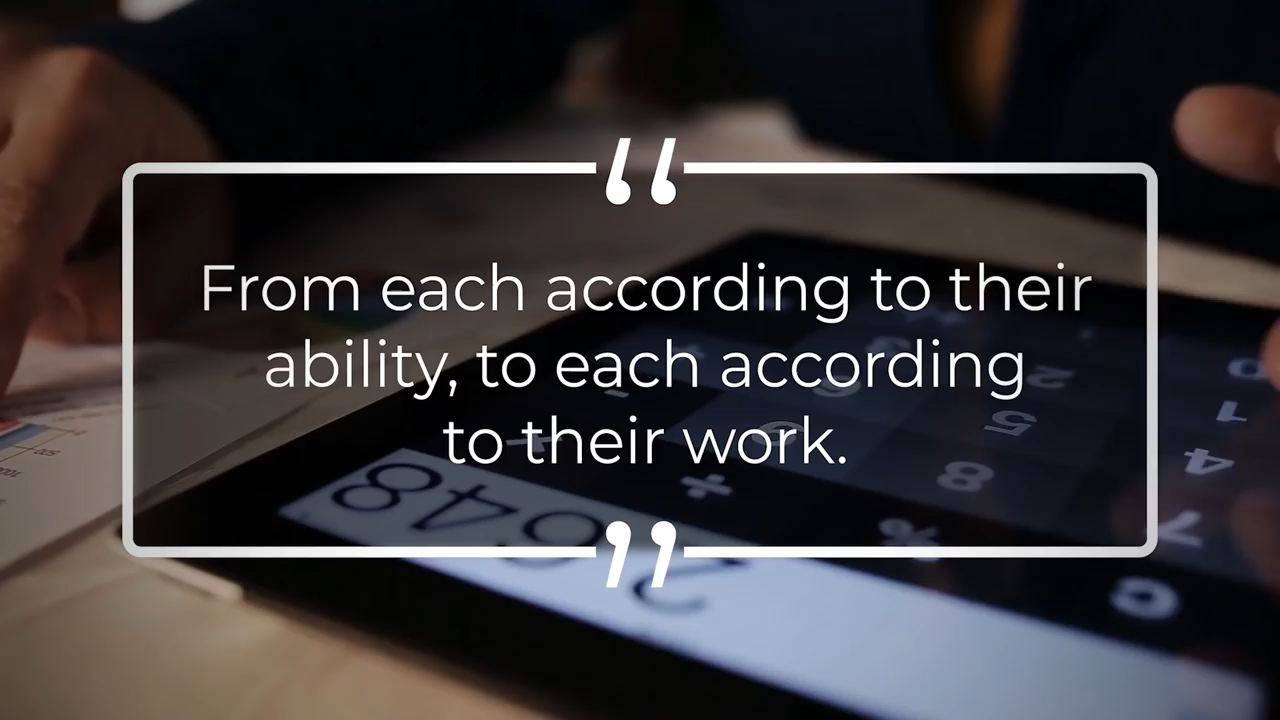 “
From each according to their
ability, to each according
to their work.
”